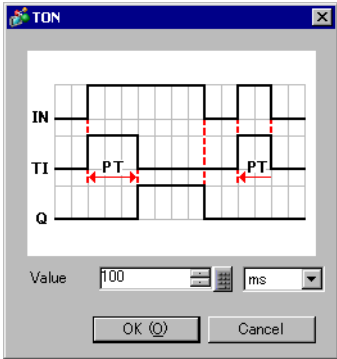 TON
IN
TI PT PT
Q
Value 100 ms
OK (O) Cancel